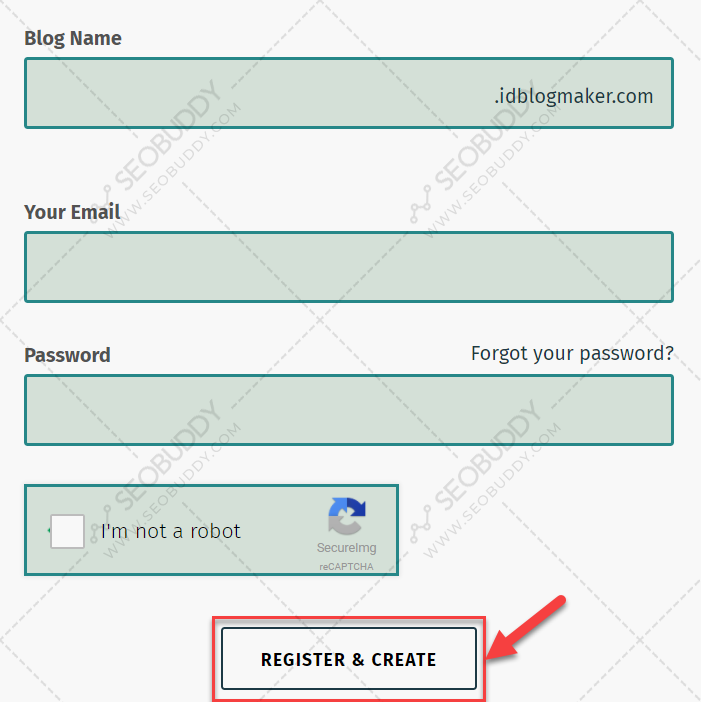 Blog Name
.idblogmaker.com
SEOBUDDY
WWW.SEOBUDDY.COM
SEOBUDDY
WWW.SEOBUDDY.COM
Your Email
Password
Forgot your password?
SEOBUDDY
WWW.SEOBUDDY.COM
SEOBUDDY
WWW.SEOBUDDY.COM
I'm not a robot
SecureImg
reCAPTCHA
REGISTER & CREATE